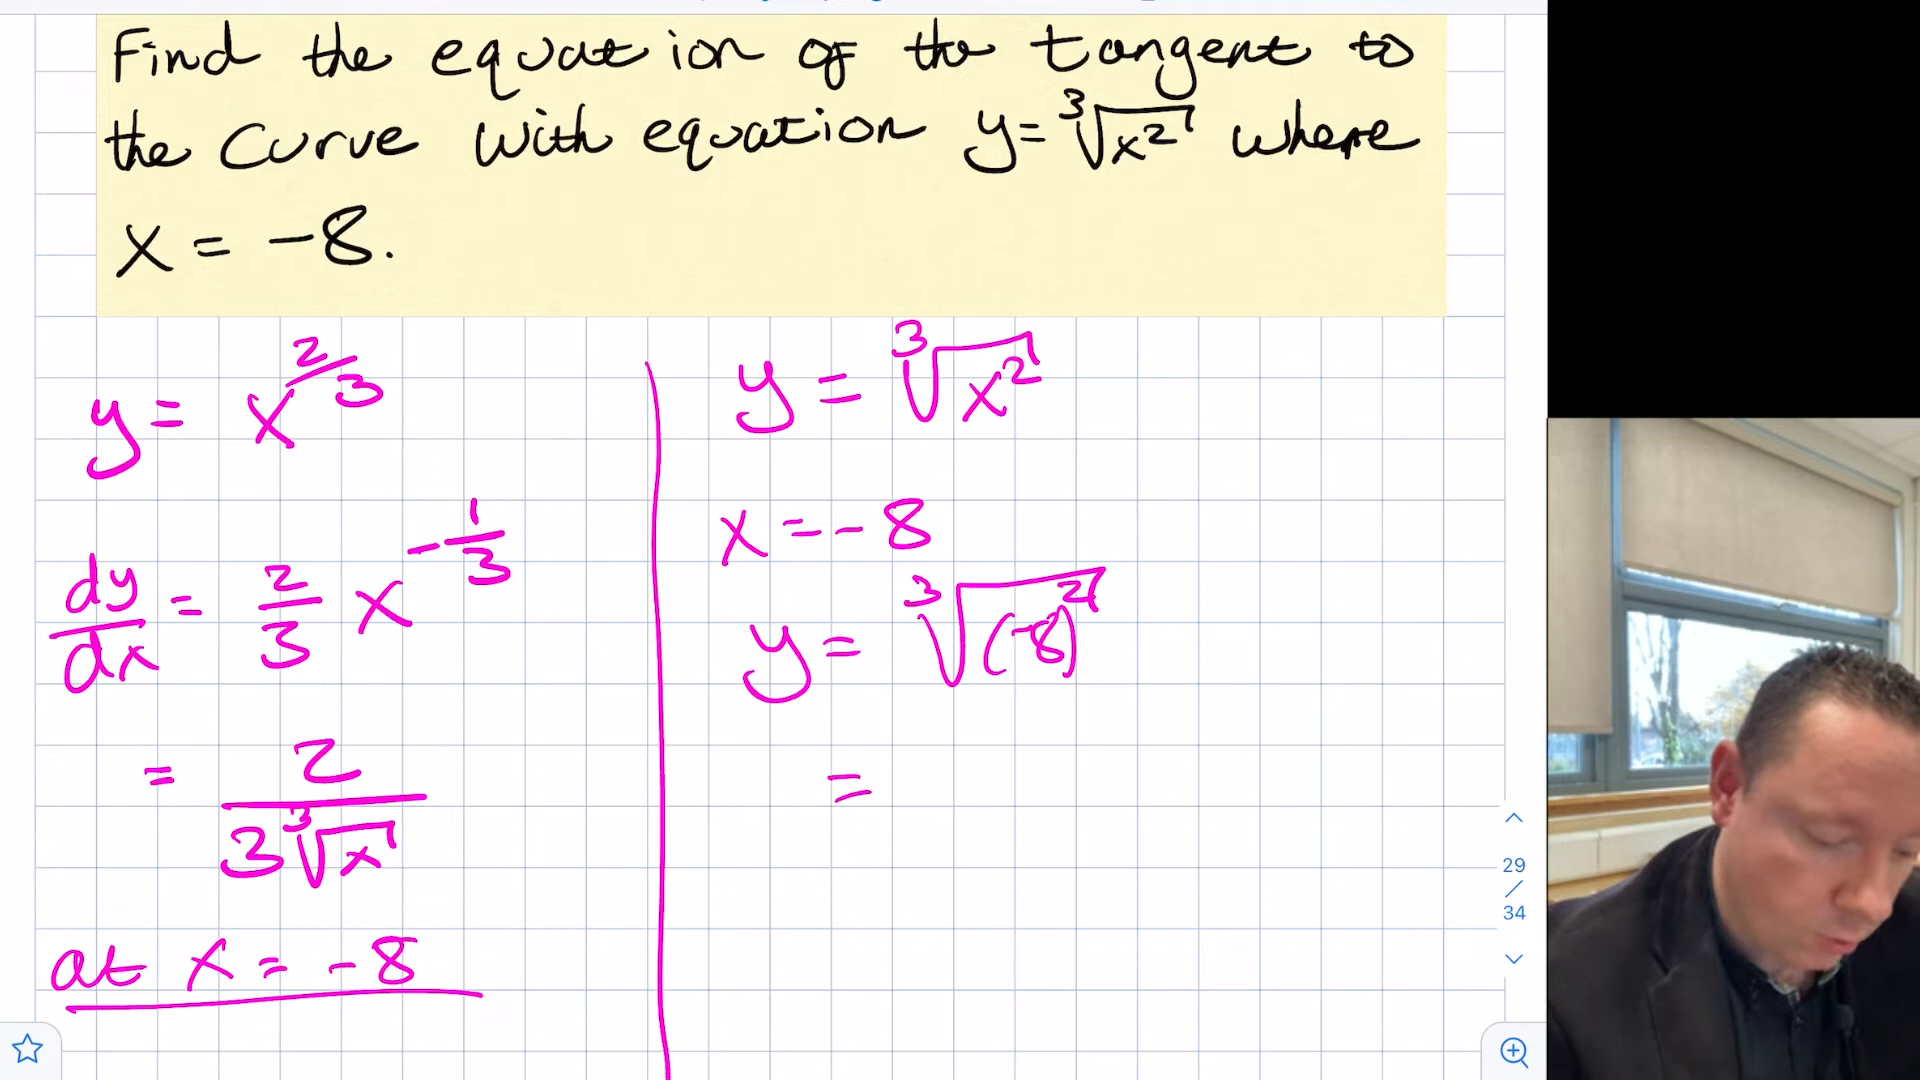 Find the equation of the tangent to
the curve with equation y=∛x² where
x = -8.
y = x^(2/3)
dy/dx = 2/3 x^(-1/3)
= 2/(3∛x)
at x = -8
y = ∛x²
x = -8
y = ∛(-8)²
=
29
/
34